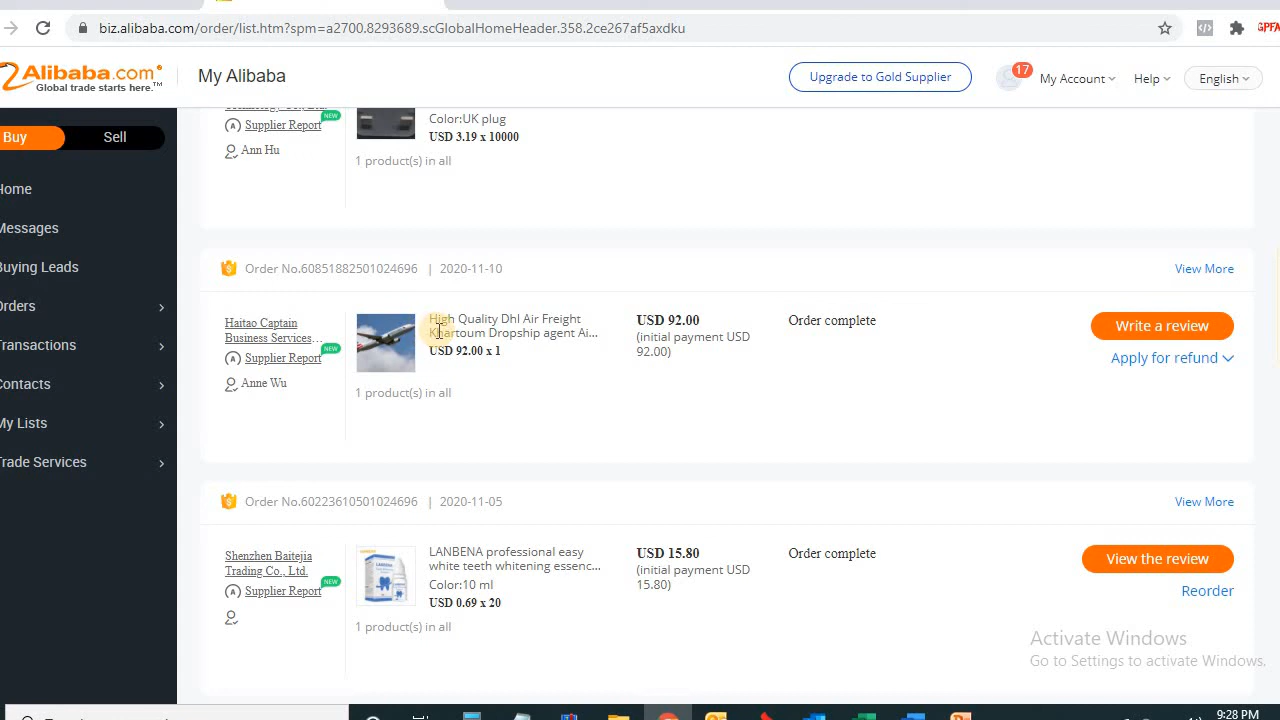 biz.alibaba.com/order/list.htm?spm=a2700.8293689.scGlobalHomeHeader.358.2ce267af5axdku
Alibaba.com®
Global trade starts here.™
My Alibaba
Upgrade to Gold Supplier
17
My Account
Help
English
Buy
Sell
Home
Messages
Buying Leads
Orders
Transactions
Contacts
My Lists
Trade Services
Supplier Report
NEW
Ann Hu
Color:UK plug
USD 3.19 x 10000
1 product(s) in all
Order No.60851882501024696 | 2020-11-10
View More
Haitao Captain
Business Services...
NEW
Supplier Report
Anne Wu
High Quality Dhl Air Freight
Khartoum Dropship agent Ai...
USD 92.00 x 1
1 product(s) in all
USD 92.00
(initial payment USD
92.00)
Order complete
Write a review
Apply for refund
Order No.60223610501024696 | 2020-11-05
View More
Shenzhen Baitejia
Trading Co., Ltd.
NEW
Supplier Report
LANBENA
LANBENA professional easy
white teeth whitening essenc...
Color:10 ml
USD 0.69 x 20
1 product(s) in all
USD 15.80
(initial payment USD
15.80)
Order complete
View the review
Reorder
Activate Windows
Go to Settings to activate Windows.
9:28 PM